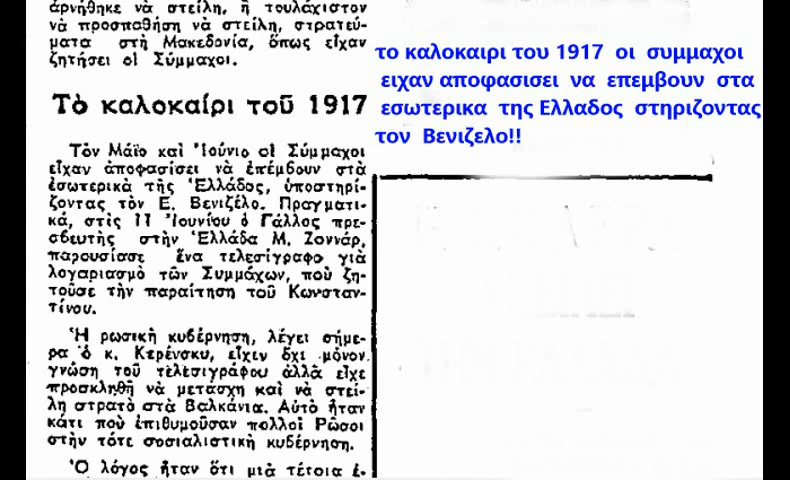 ἀρνήθηκε νὰ στείλη, ἢ τουλάχιστον
νὰ προσπαθήση νὰ στείλη, στρατεύ-
ματα στὴ Μακεδονία, ὅπως εἶχαν
ζητήσει οἱ Σύμμαχοι.
Τὸ καλοκαίρι τοῦ 1917
Τὸν Μάϊο καὶ Ἰούνιο οἱ Σύμμαχοι
εἶχαν ἀποφασίσει νὰ ἐπέμβουν στὰ
ἐσωτερικὰ τῆς Ἑλλάδος, ὑποστηρί-
ζοντας τὸν Ε. Βενιζέλο. Πραγματι-
κά, στὶς 11 Ἰουνίου ὁ Γάλλος πρε-
σβευτὴς στὴν Ἑλλάδα Μ. Ζοννάρ,
παρουσίασε ἕνα τελεσίγραφο γιὰ
λογαριασμὸ τῶν Συμμάχων, ποὺ ζη-
τοῦσε τὴν παραίτηση τοῦ Κωνσταν-
τίνου.
Ἡ ρωσικὴ κυβέρνηση, λέγει σήμε-
ρα ὁ κ. Κερένσκυ, εἶχεν ὄχι μόνον
γνώση τοῦ τελεσιγράφου ἀλλὰ εἶχε
προσκληθῆ νὰ μετάσχη καὶ νὰ στεί-
λη στρατὸ στὰ Βαλκάνια. Αὐτὸ ἦταν
κάτι ποὺ ἐπιθυμοῦσαν πολλοὶ Ρῶσοι
στὴν τότε σοσιαλιστικὴ κυβέρνηση.
Ὁ λόγος ἦταν ὅτι μιὰ τέτοια ἐ-
το καλοκαιρι του 1917 οι συμμαχοι
ειχαν αποφασισει να επεμβουν στα
εσωτερικα της Ελλαδος στηριζοντας
τον Βενιζελο!!